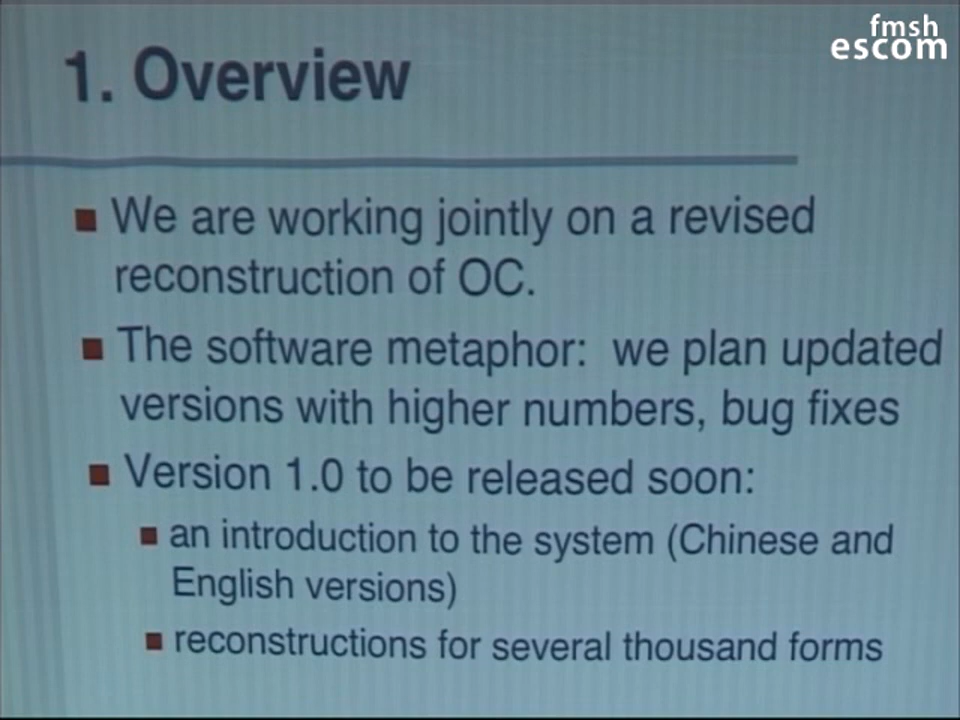 fmsh
escom
1. Overview
We are working jointly on a revised
reconstruction of OC.
The software metaphor: we plan updated
versions with higher numbers, bug fixes
Version 1.0 to be released soon:
an introduction to the system (Chinese and
English versions)
reconstructions for several thousand forms